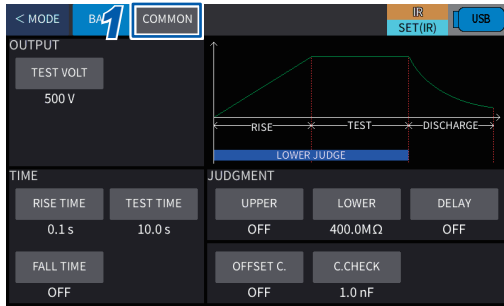 < MODE BA 1 COMMON IR SET(IR) USB
OUTPUT
TEST VOLT
500 V
RISE TEST DISCHARGE
LOWER JUDGE
TIME JUDGMENT
RISE TIME TEST TIME UPPER LOWER DELAY
0.1 s 10.0 s OFF 400.0MΩ OFF
FALL TIME OFFSET C. C.CHECK
OFF OFF 1.0 nF